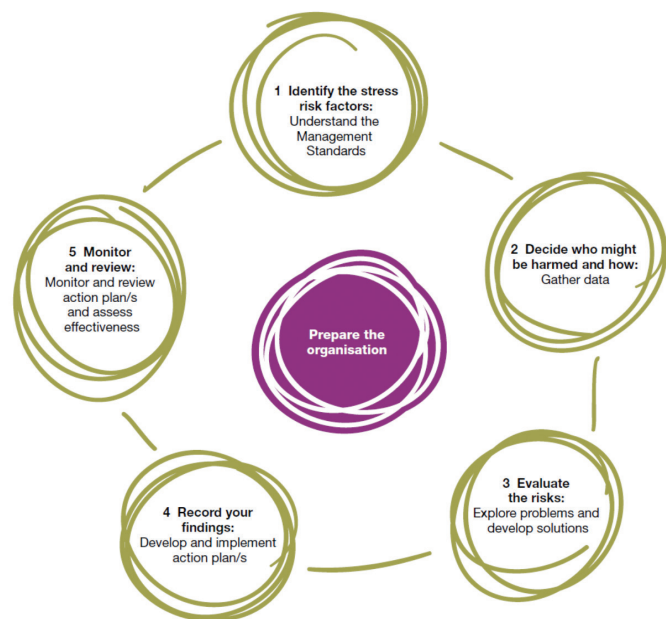 1 Identify the stress
risk factors:
Understand the
Management
Standards
2 Decide who might
be harmed and how:
Gather data
3 Evaluate
the risks:
Explore problems and
develop solutions
4 Record your
findings:
Develop and implement
action plan/s
5 Monitor
and review:
Monitor and review
action plan/s
and assess
effectiveness
Prepare the
organisation